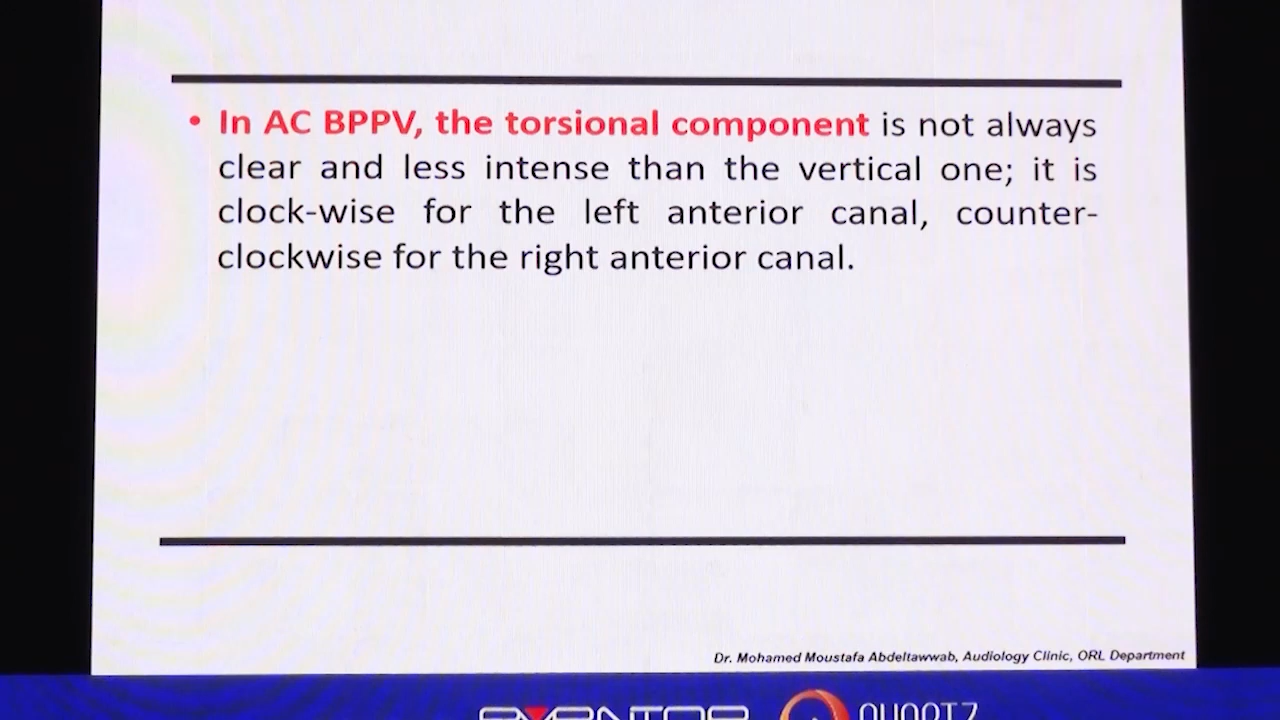 • In AC BPPV, the torsional component is not always
clear and less intense than the vertical one; it is
clock-wise for the left anterior canal, counter-
clockwise for the right anterior canal.
Dr. Mohamed Moustafa Abdeltawwab, Audiology Clinic, ORL Department